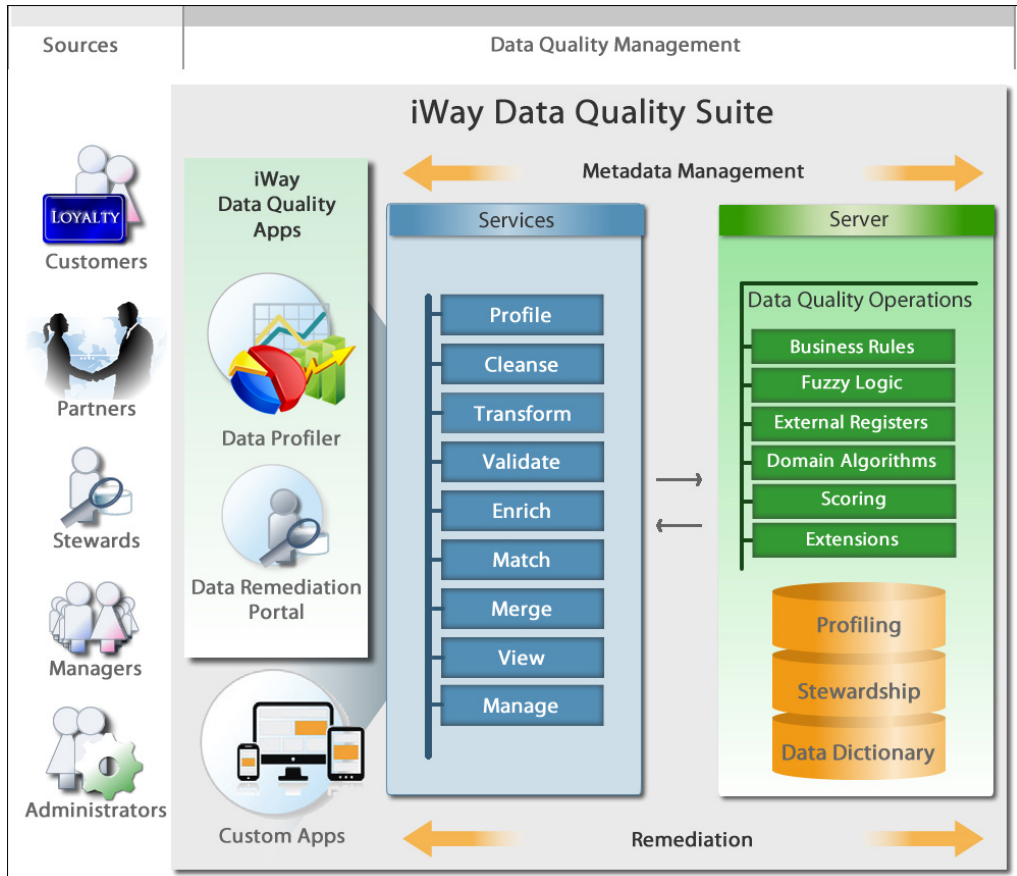 Sources
Data Quality Management
iWay Data Quality Suite
LOYALTY
Customers
Partners
Stewards
Managers
Administrators
iWay
Data Quality
Apps
Data Profiler
Data Remediation
Portal
Custom Apps
Metadata Management
Services
Profile
Cleanse
Transform
Validate
Enrich
Match
Merge
View
Manage
Server
Data Quality Operations
Business Rules
Fuzzy Logic
External Registers
Domain Algorithms
Scoring
Extensions
Profiling
Stewardship
Data Dictionary
Remediation